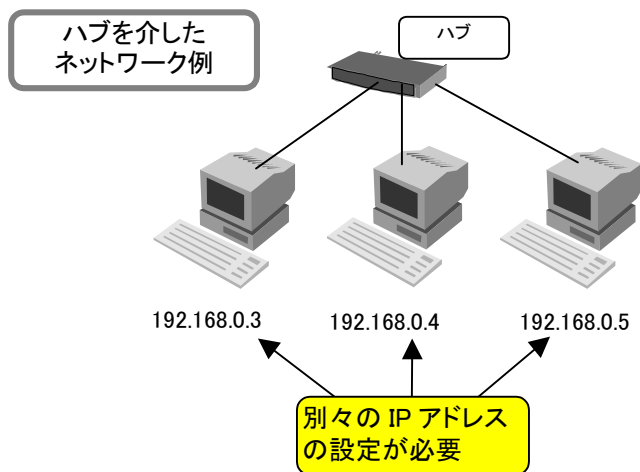 ハブを介した
ネットワーク例
ハブ
192.168.0.3
192.168.0.4
192.168.0.5
別々の IP アドレス
の設定が必要